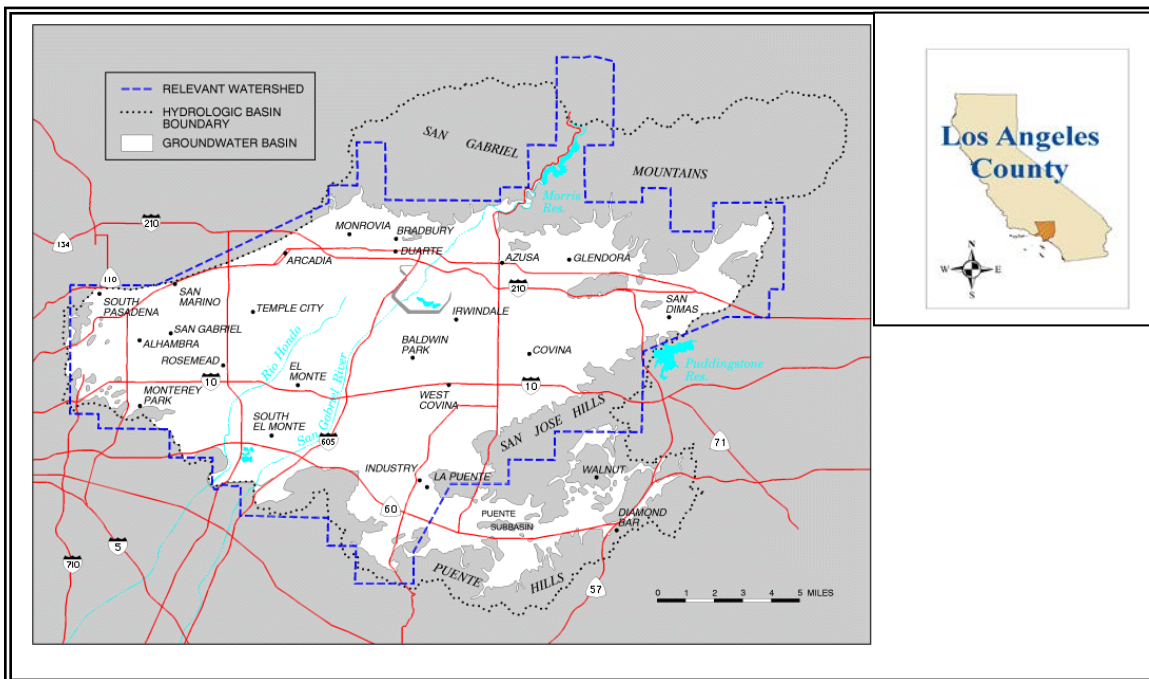 RELEVANT WATERSHED
HYDROLOGIC BASIN
BOUNDARY
GROUNDWATER BASIN
SAN
GABRIEL
MOUNTAINS
Morris
Res.
134
210
110
MONROVIA
BRADBURY
DUARTE
ARCADIA
AZUSA
GLENDORA
210
SOUTH
PASADENA
SAN
MARINO
TEMPLE CITY
SAN GABRIEL
ALHAMBRA
ROSEMEAD
10
MONTEREY
PARK
Rio Hondo
EL
MONTE
SOUTH
EL MONTE
San Gabriel River
605
IRWINDALE
BALDWIN
PARK
COVINA
WEST
COVINA
10
SAN
DIMAS
Puddingstone
Res.
SAN JOSE HILLS
71
INDUSTRY
LA PUENTE
WALNUT
60
PUENTE
SUBBASIN
DIAMOND
BAR
PUENTE
HILLS
57
5
710
0 1 2 3 4 5 MILES
Los Angeles
County
N
W E
S